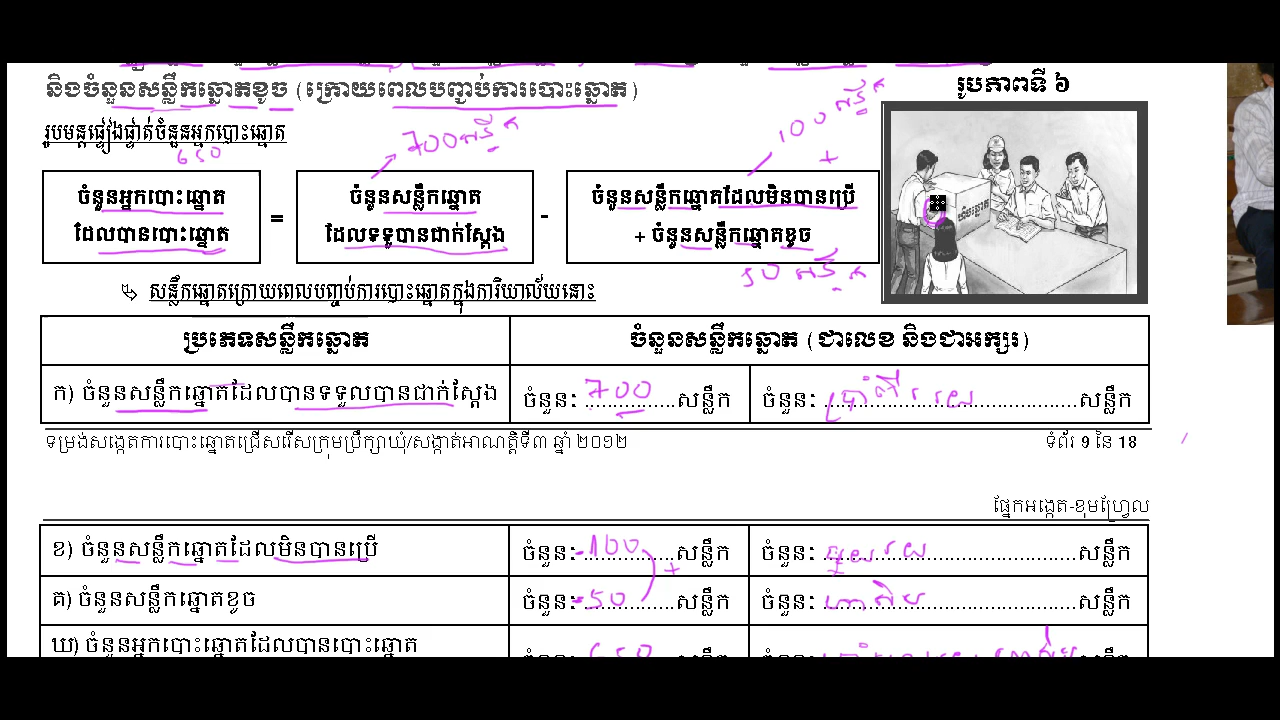 និងចំនួនសន្លឹកឆ្នោតខូច (ក្រោយពេលបញ្ចប់ការបោះឆ្នោត)
រូបភាពទី ៦
រូបមន្តផ្ទៀងផ្ទាត់ចំនួនអ្នកបោះឆ្នោត
650
700 សន្លឹក
100 សន្លឹក
+
ចំនួនអ្នកបោះឆ្នោត
ដែលបានបោះឆ្នោត
=
ចំនួនសន្លឹកឆ្នោត
ដែលទទួបានជាក់ស្តែង
-
ចំនួនសន្លឹកឆ្នោតដែលមិនបានប្រើ
+ ចំនួនសន្លឹកឆ្នោតខូច
50 សន្លឹក
សន្លឹកឆ្នោតក្រោយពេលបញ្ចប់ការបោះឆ្នោតក្នុងការិយាល័យនោះ
ប្រភេទសន្លឹកឆ្នោត
ចំនួនសន្លឹកឆ្នោត (ជាលេខ និងជាអក្សរ)
ក) ចំនួនសន្លឹកឆ្នោតដែលបានទទួលបានជាក់ស្តែង
ចំនួន: 700 សន្លឹក
ចំនួន: ប្រាំពីររយ សន្លឹក
ទម្រង់សង្កេតការបោះឆ្នោតជ្រើសរើសក្រុមប្រឹក្សាឃុំ/សង្កាត់អាណត្តិទី៣ ឆ្នាំ ២០១២
ទំព័រ 9 នៃ 18
ផ្នែកអង្កេត-ខុមហ្វ្រែល
ខ) ចំនួនសន្លឹកឆ្នោតដែលមិនបានប្រើ
ចំនួន: -100 សន្លឹក
ចំនួន: មួយរយ សន្លឹក
+
គ) ចំនួនសន្លឹកឆ្នោតខូច
ចំនួន: -50 សន្លឹក
ចំនួន: ហាសិប សន្លឹក
ឃ) ចំនួនអ្នកបោះឆ្នោតដែលបានបោះឆ្នោត
650